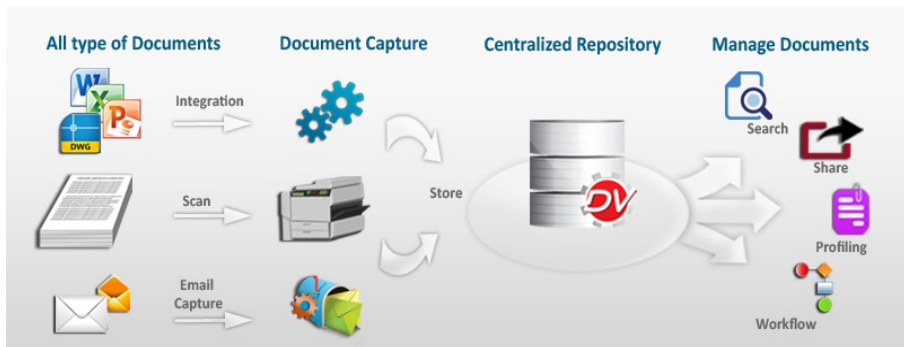 All type of Documents
Document Capture
Centralized Repository
Manage Documents
W
X
P
DWG
Integration
Scan
Email
Capture
Store
DV
Search
Share
Profiling
Workflow